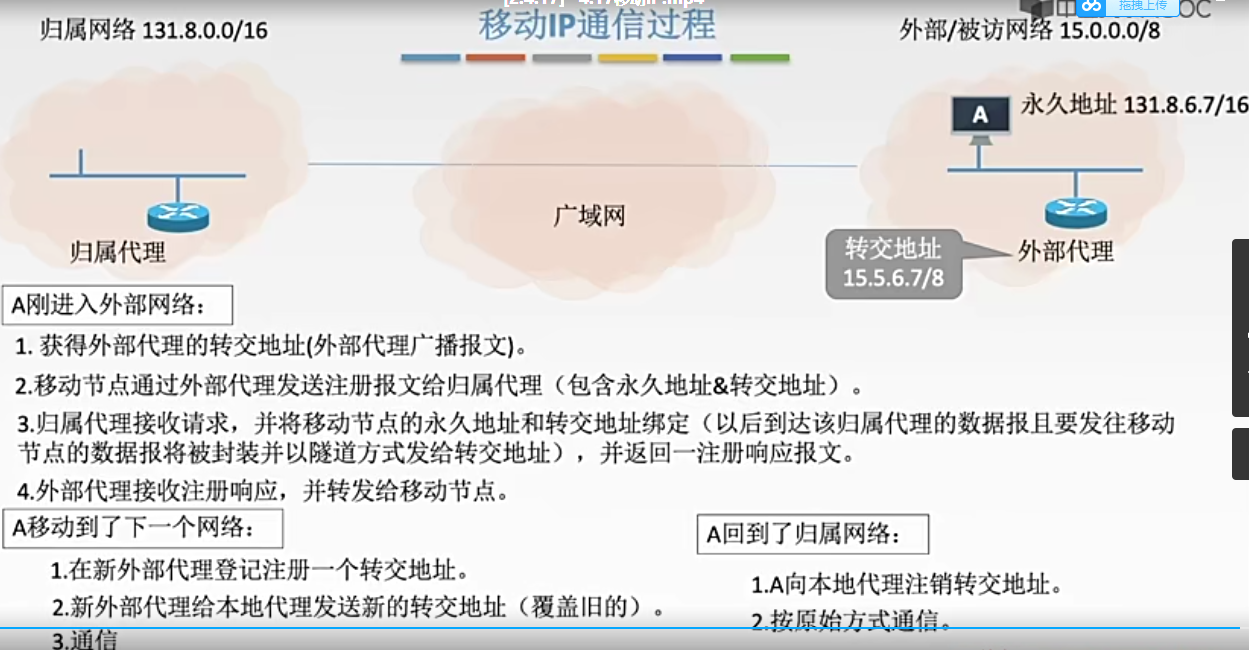 归属网络 131.8.0.0/16
移动IP通信过程
拖拽上传
外部/被访网络 15.0.0.0/8
A
永久地址 131.8.6.7/16
广域网
归属代理
转交地址
15.5.6.7/8
外部代理
A刚进入外部网络：
1. 获得外部代理的转交地址(外部代理广播报文)。
2.移动节点通过外部代理发送注册报文给归属代理（包含永久地址&转交地址）。
3.归属代理接收请求，并将移动节点的永久地址和转交地址绑定（以后到达该归属代理的数据报且要发往移动
节点的数据报将被封装并以隧道方式发给转交地址），并返回一注册响应报文。
4.外部代理接收注册响应，并转发给移动节点。
A移动到了下一个网络：
1.在新外部代理登记注册一个转交地址。
2.新外部代理给本地代理发送新的转交地址（覆盖旧的）。
3.通信
A回到了归属网络：
1.A向本地代理注销转交地址。
2.按原始方式通信。